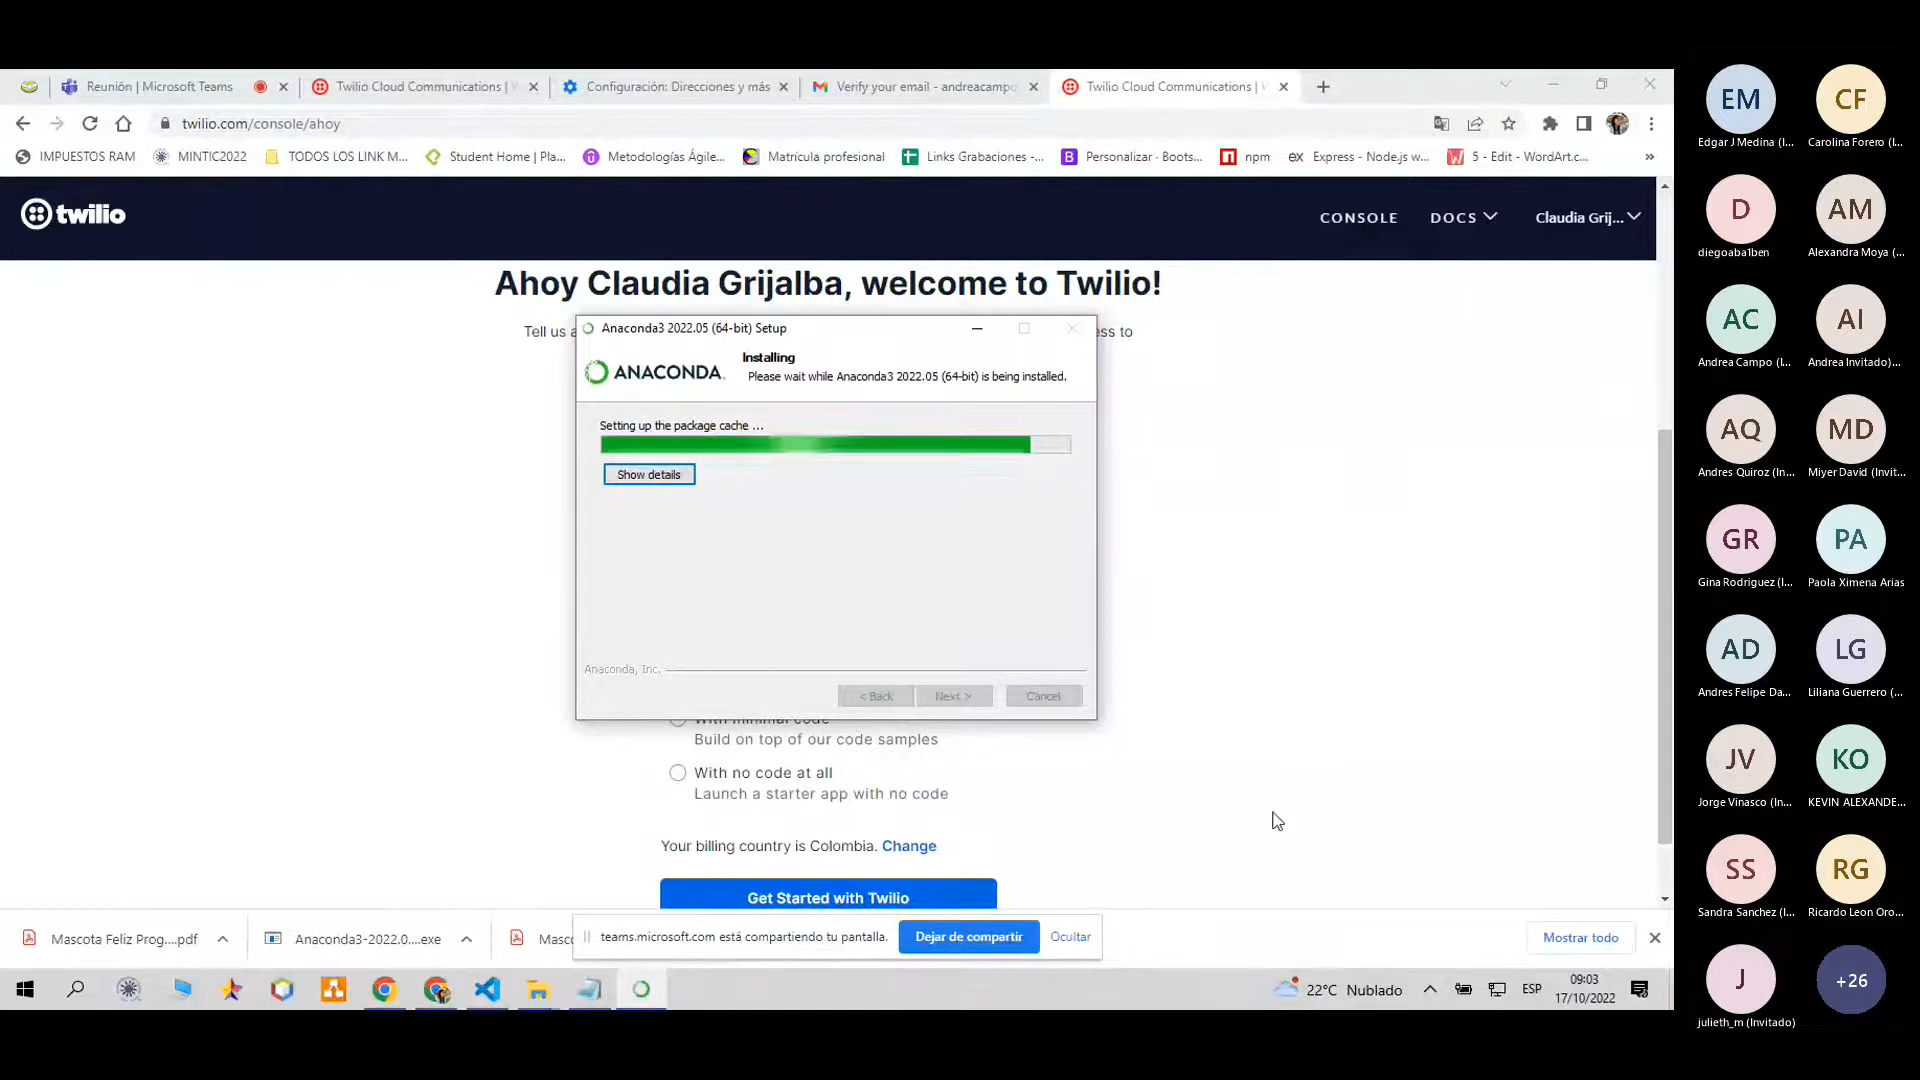 Reunión | Microsoft Teams
Twilio Cloud Communications |
Configuración: Direcciones y más
Verify your email - andreacampo
Twilio Cloud Communications |
twilio.com/console/ahoy
IMPUESTOS RAM
MINTIC2022
TODOS LOS LINK M...
Student Home | Pla...
Metodologías Ágile...
Matrícula profesional
Links Grabaciones -...
Personalizar · Boots...
npm
ex Express - Node.js w...
5 - Edit - WordArt.c...
»
twilio
CONSOLE
DOCS
Claudia Grij...
Ahoy Claudia Grijalba, welcome to Twilio!
Tell us
ess to
Anaconda3 2022.05 (64-bit) Setup
ANACONDA.
Installing
Please wait while Anaconda3 2022.05 (64-bit) is being installed.
Setting up the package cache ...
Show details
Anaconda, Inc.
< Back
Next >
Cancel
With minimal code
Build on top of our code samples
With no code at all
Launch a starter app with no code
Your billing country is Colombia. Change
Get Started with Twilio
Mascota Feliz Prog....pdf
Anaconda3-2022.0....exe
Masc
teams.microsoft.com está compartiendo tu pantalla.
Dejar de compartir
Ocultar
Mostrar todo
22°C Nublado
ESP
09:03
17/10/2022
EM
Edgar J Medina (I...
CF
Carolina Forero (I...
D
diegoaba1ben
AM
Alexandra Moya (...
AC
Andrea Campo (I...
AI
Andrea Invitado)...
AQ
Andres Quiroz (In...
MD
Miyer David (Invit...
GR
Gina Rodríguez (I...
PA
Paola Ximena Arias
AD
Andres Felipe Da...
LG
Liliana Guerrero (...
JV
Jorge Vinasco (In...
KO
KEVIN ALEXANDE...
SS
Sandra Sanchez (I...
RG
Ricardo Leon Oro...
J
julieth_m (Invitado)
+26